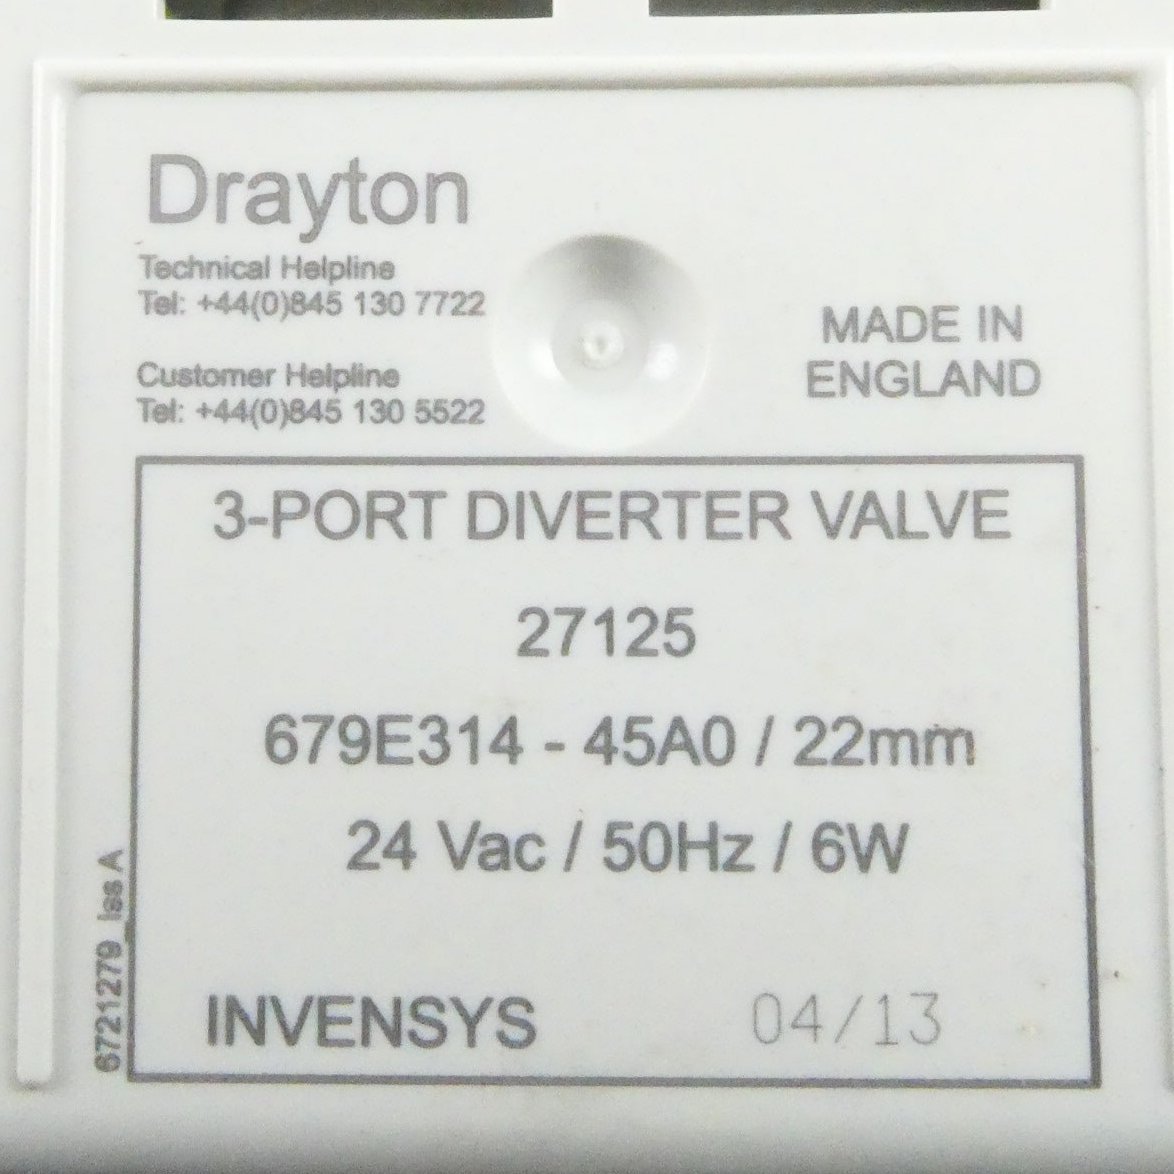 Drayton
Technical Helpline
Tel: +44(0)845 130 7722
Customer Helpline
Tel: +44(0)845 130 5522
MADE IN
ENGLAND
3-PORT DIVERTER VALVE
27125
679E314 - 45A0 / 22mm
24 Vac / 50Hz / 6W
INVENSYS 04/13
6721279 Iss A